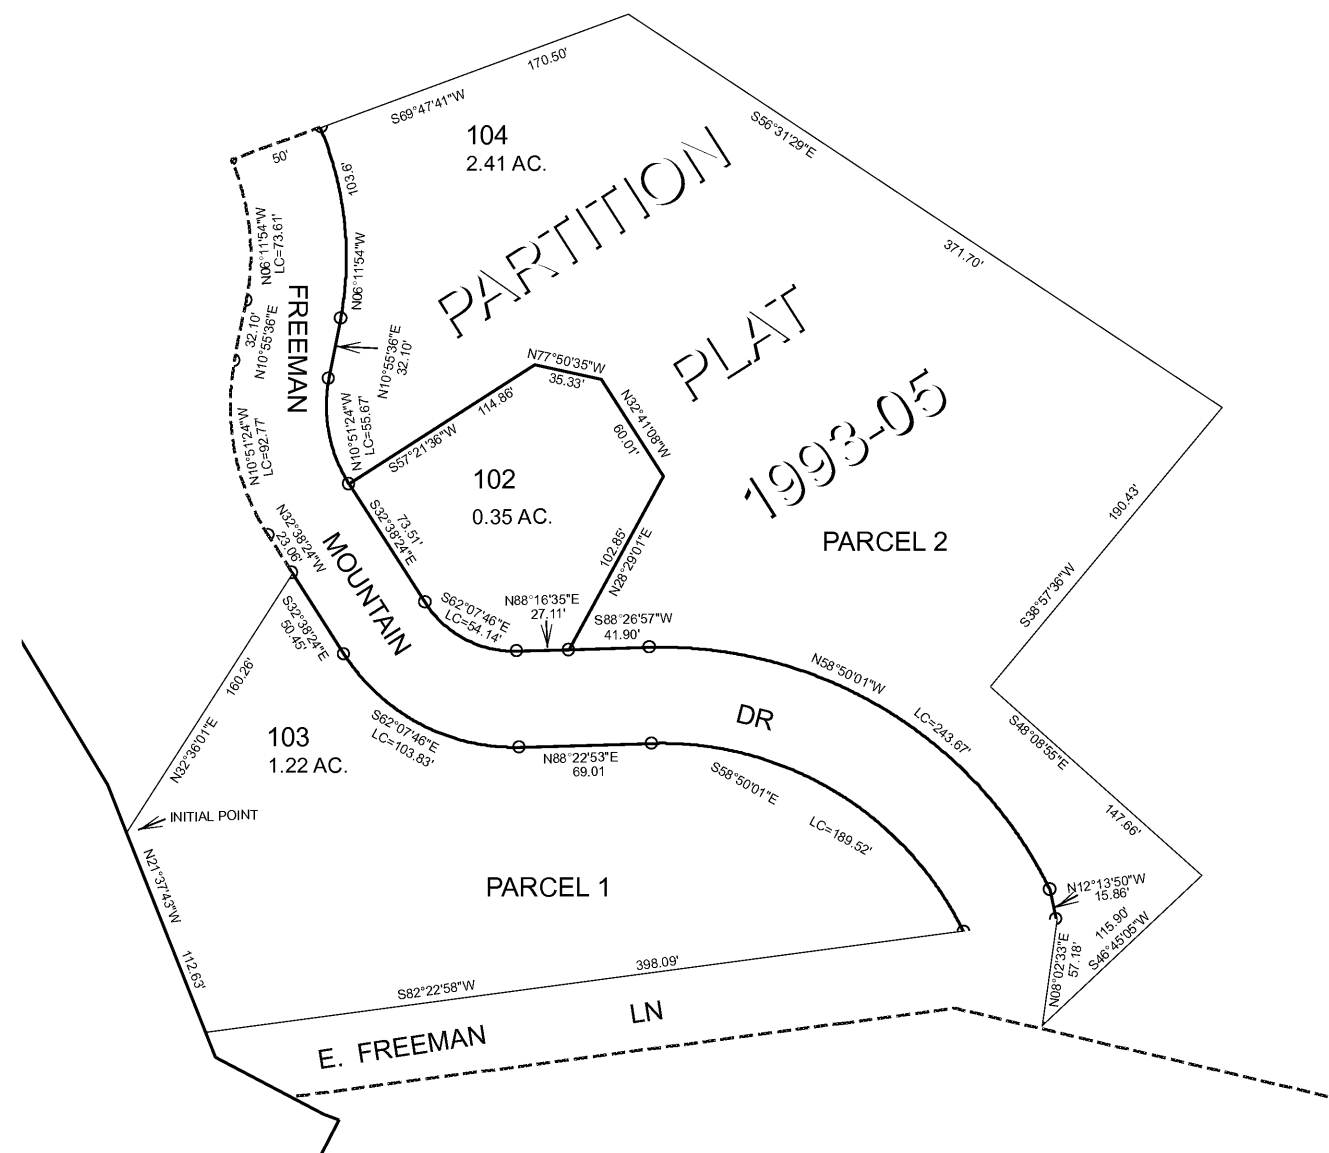 170.50'
S69°47'41"W
104
2.41 AC.
S56°31'29"E
371.70'
50'
103.6'
N06°11'54"W
LC=73.61'
N06°11'54"W
PARTITION
PLAT
1993-05
FREEMAN
32.10'
N10°55'36"E
N10°55'36"E
32.10'
N77°50'35"W
35.33'
114.86'
S57°21'36"W
N32°41'08"W
60.01'
N10°51'24"W
LC=55.67'
N10°51'24"W
LC=92.77'
102
0.35 AC.
S32°38'24"E
73.51'
102.85'
N28°29'01"E
190.43'
S38°57'36"W
PARCEL 2
N32°38'24"W
23.06'
MOUNTAIN
S32°38'24"E
50.45'
S62°07'46"E
LC=54.14'
N88°16'35"E
27.11'
S88°26'57"W
41.90'
N58°50'01"W
LC=243.67'
160.26'
N32°36'01"E
DR
S62°07'46"E
LC=103.83'
103
1.22 AC.
N88°22'53"E
69.01
S58°50'01"E
LC=189.52'
S48°08'55"E
147.66'
INITIAL POINT
N21°37'43"W
112.63'
PARCEL 1
N12°13'50"W
15.86'
115.90'
S46°45'05"W
N08°02'33"E
57.18'
398.09'
S82°22'58"W
E. FREEMAN LN